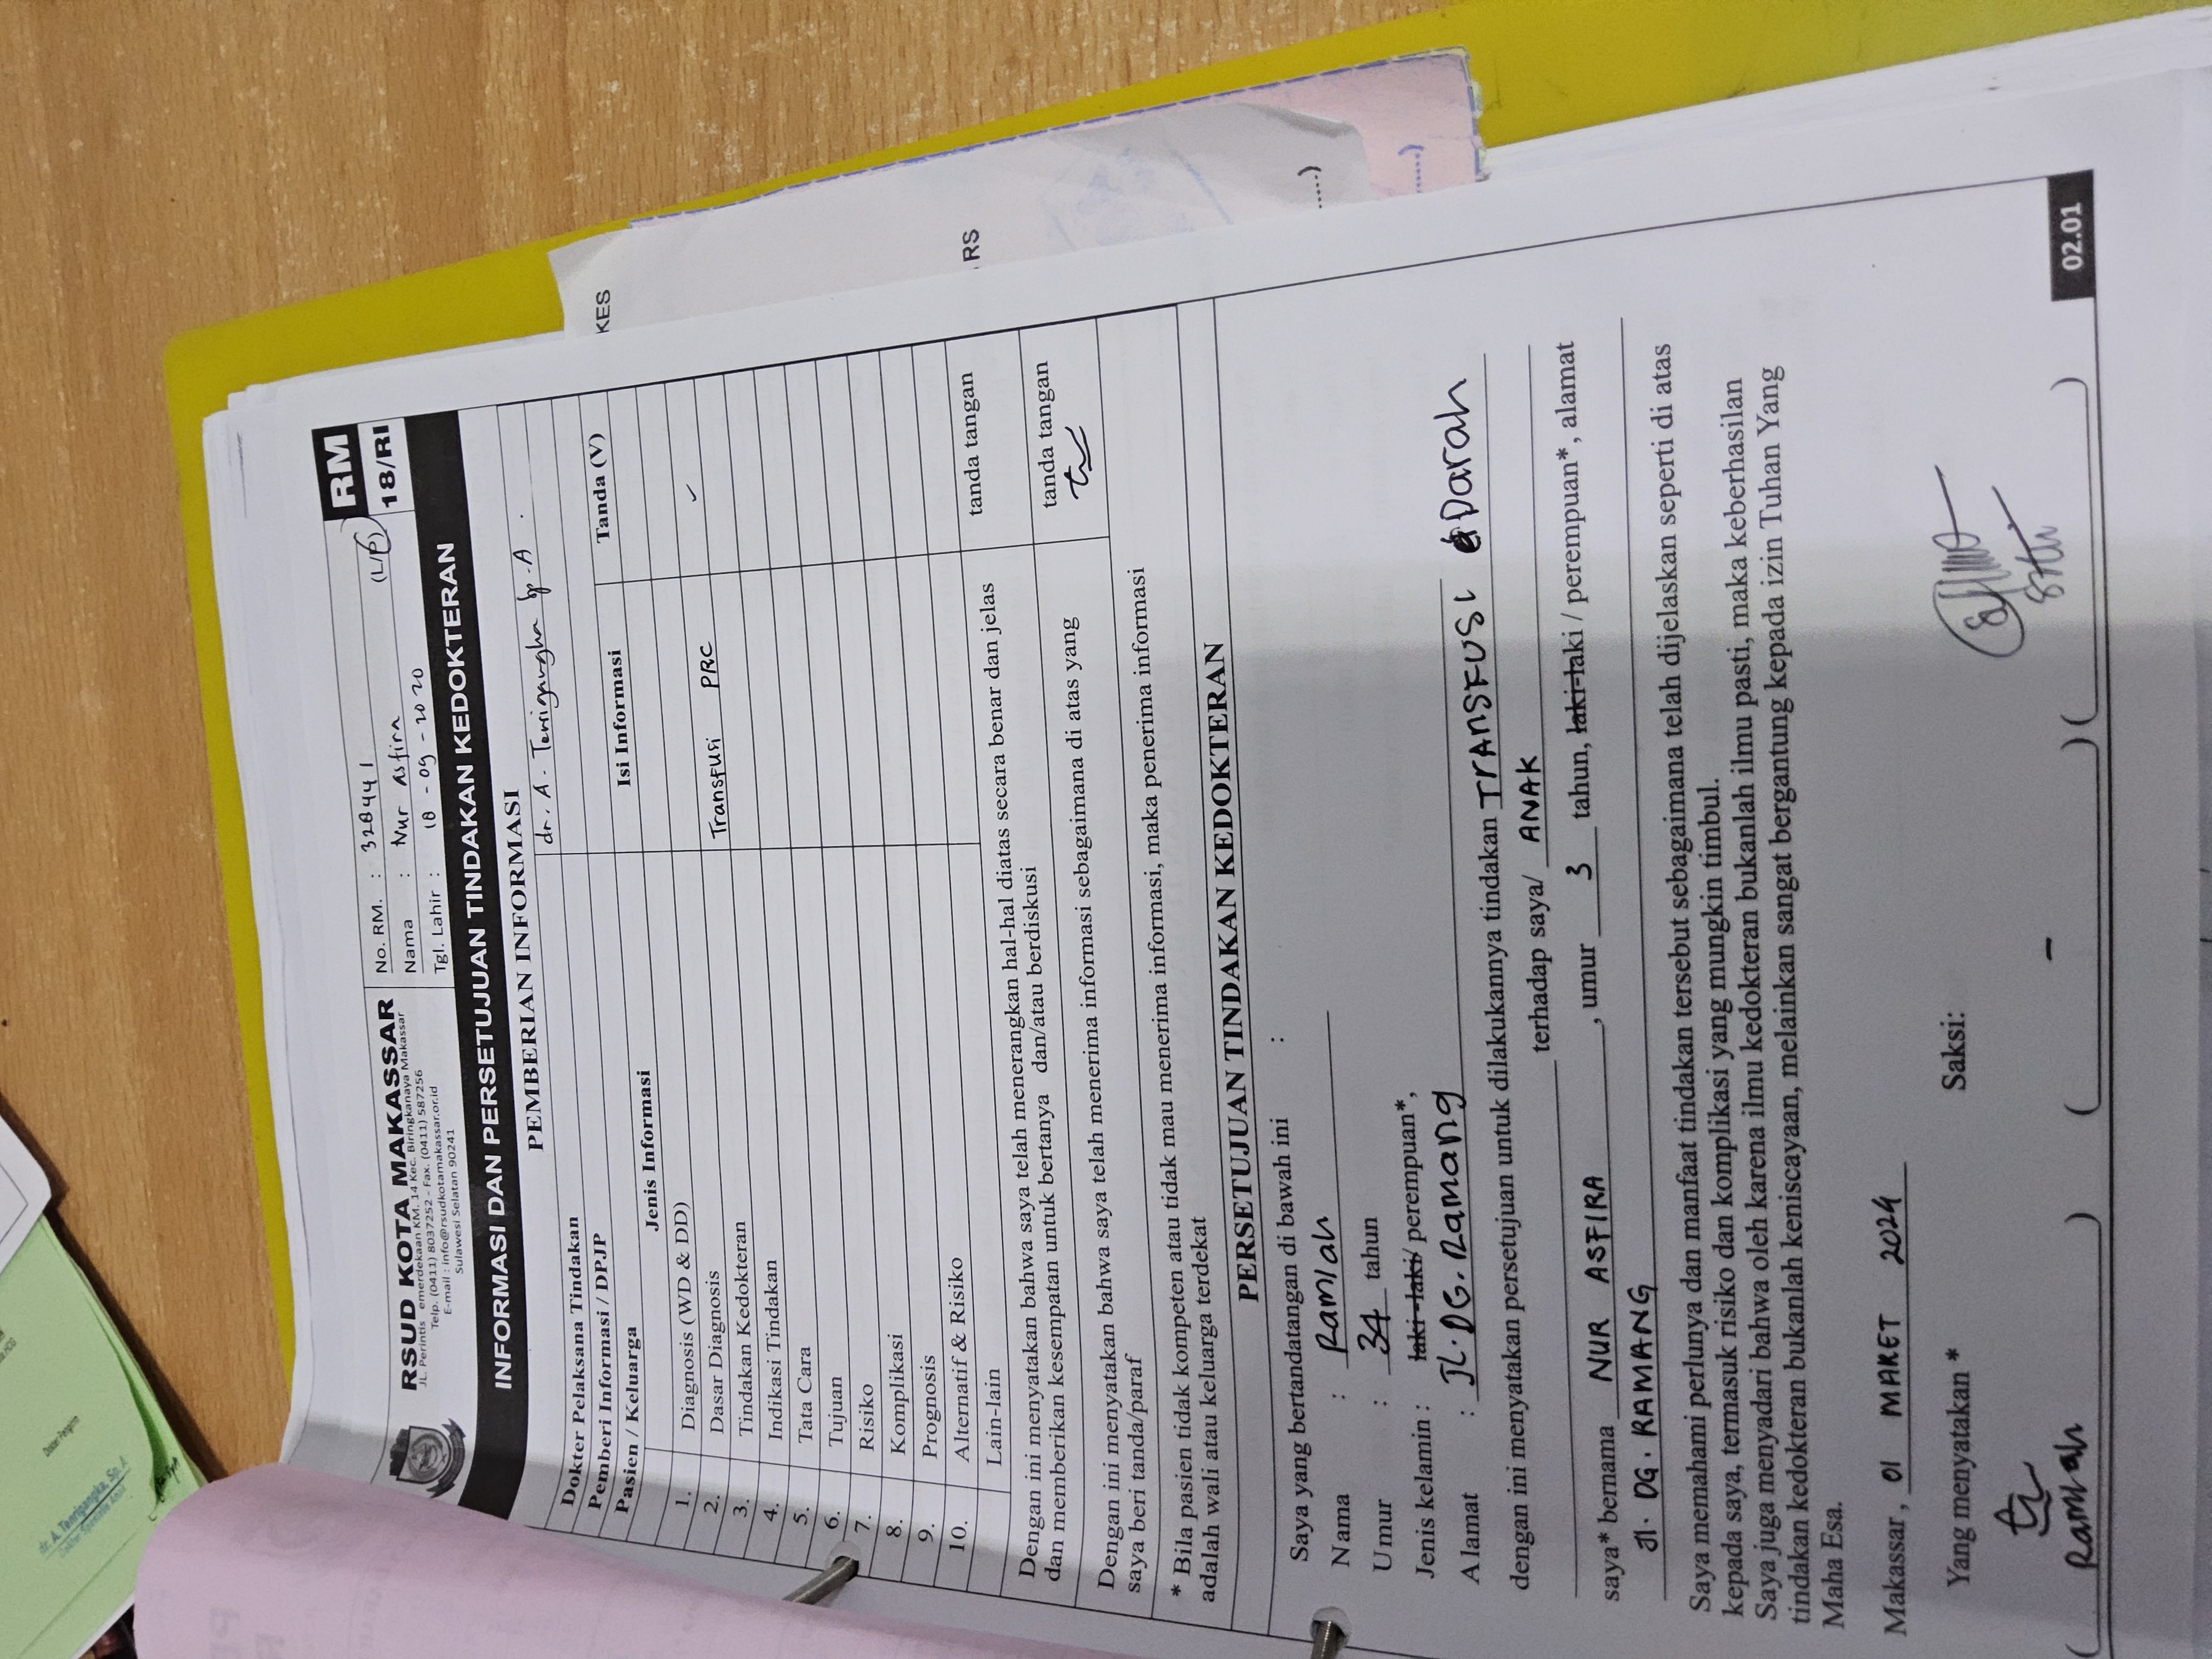 dr. A. Tenrigangka, Sp.A
Dokter Spesialis Anak
RSUD KOTA MAKASSAR
JL. Perintis emerdekaan KM. 14 Kec. Biringkanaya Makassar
Telp. (0411) 8037252 - Fax. (0411) 587256
E-mail : info@rsudkotamakassar.or.id
Sulawesi Selatan 90241
No. RM. : 328441
Nama : Nur asfira (L/P)
Tgl. Lahir : 18 - 09 - 2020
RM
18/RI
INFORMASI DAN PERSETUJUAN TINDAKAN KEDOKTERAN
PEMBERIAN INFORMASI
Dokter Pelaksana Tindakan dr. A. Tenrigangka Sp.A
Pemberi Informasi / DPJP
Pasien / Keluarga
Jenis Informasi Isi Informasi Tanda (V)
1. Diagnosis (WD & DD)
2. Dasar Diagnosis
3. Tindakan Kedokteran Transfusi PRC ✓
4. Indikasi Tindakan
5. Tata Cara
6. Tujuan
7. Risiko
8. Komplikasi
9. Prognosis
10. Alternatif & Risiko
Lain-lain
Dengan ini menyatakan bahwa saya telah menerangkan hal-hal diatas secara benar dan jelas tanda tangan
dan memberikan kesempatan untuk bertanya dan/atau berdiskusi
Dengan ini menyatakan bahwa saya telah menerima informasi sebagaimana di atas yang tanda tangan
saya beri tanda/paraf
* Bila pasien tidak kompeten atau tidak mau menerima informasi, maka penerima informasi
adalah wali atau keluarga terdekat
PERSETUJUAN TINDAKAN KEDOKTERAN
Saya yang bertandatangan di bawah ini :
Nama : Ramlah
Umur : 34 tahun
Jenis kelamin : laki-laki/ perempuan*,
Alamat : JL. DG. Ramang
dengan ini menyatakan persetujuan untuk dilakukannya tindakan TRANSFUSI Darah
terhadap saya/ ANAK
saya* bernama NUR ASFIRA, umur 3 tahun, laki-laki / perempuan*, alamat
Jl. DG. RAMANG
Saya memahami perlunya dan manfaat tindakan tersebut sebagaimana telah dijelaskan seperti di atas
kepada saya, termasuk risiko dan komplikasi yang mungkin timbul.
Saya juga menyadari bahwa oleh karena ilmu kedokteran bukanlah ilmu pasti, maka keberhasilan
tindakan kedokteran bukanlah keniscayaan, melainkan sangat bergantung kepada izin Tuhan Yang
Maha Esa.
Makassar, 01 MARET 2024
Yang menyatakan * Saksi:
( Ramlah ) ( - ) ( )
02.01
KES
RS
.....)
.....)